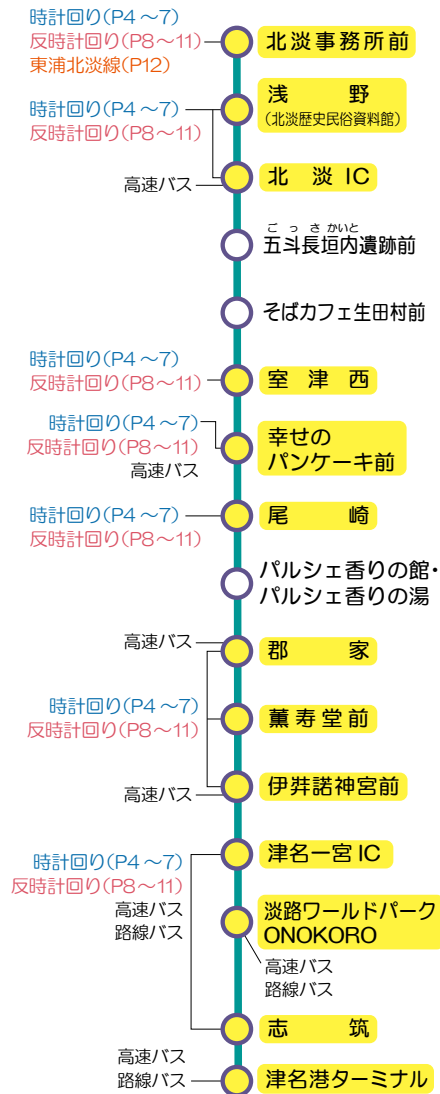 時計回り(P4～7)
反時計回り(P8～11)
東浦北淡線(P12)
北淡事務所前
時計回り(P4～7)
反時計回り(P8～11)
浅野
(北淡歴史民俗資料館)
高速バス
北淡IC
ごっさかいと
五斗長垣内遺跡前
そばカフェ生田村前
時計回り(P4～7)
反時計回り(P8～11)
室津西
時計回り(P4～7)
反時計回り(P8～11)
高速バス
幸せの
パンケーキ前
時計回り(P4～7)
反時計回り(P8～11)
尾崎
パルシェ香りの館・
パルシェ香りの湯
高速バス
郡家
時計回り(P4～7)
反時計回り(P8～11)
薫寿堂前
高速バス
伊弉諾神宮前
時計回り(P4～7)
反時計回り(P8～11)
高速バス
路線バス
津名一宮IC
淡路ワールドパーク
ONOKORO
高速バス
路線バス
志筑
高速バス
路線バス
津名港ターミナル